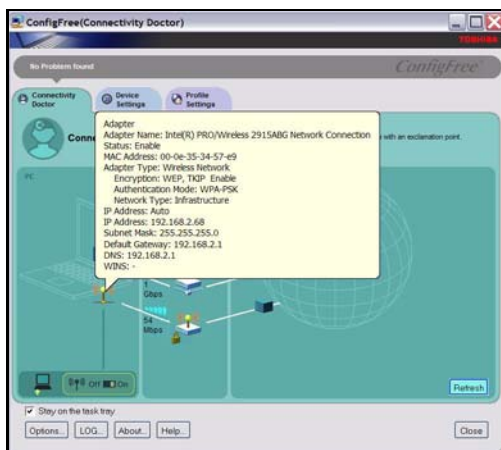 ConfigFree(Connectivity Doctor)
TOSHIBA
No Problem found
ConfigFree
Connectivity Doctor
Device Settings
Profile Settings
Conne
with an exclamation point.
Adapter
Adapter Name: Intel(R) PRO/Wireless 2915ABG Network Connection
Status: Enable
MAC Address: 00-0e-35-34-57-e9
Adapter Type: Wireless Network
Encryption: WEP, TKIP Enable
Authentication Mode: WPA-PSK
Network Type: Infrastructure
IP Address: Auto
IP Address: 192.168.2.68
Subnet Mask: 255.255.255.0
Default Gateway: 192.168.2.1
DNS: 192.168.2.1
WINS: -
PC
1
Gbps
54
Mbps
Off On
Refresh
Stay on the task tray
Options...
LOG...
About...
Help...
Close